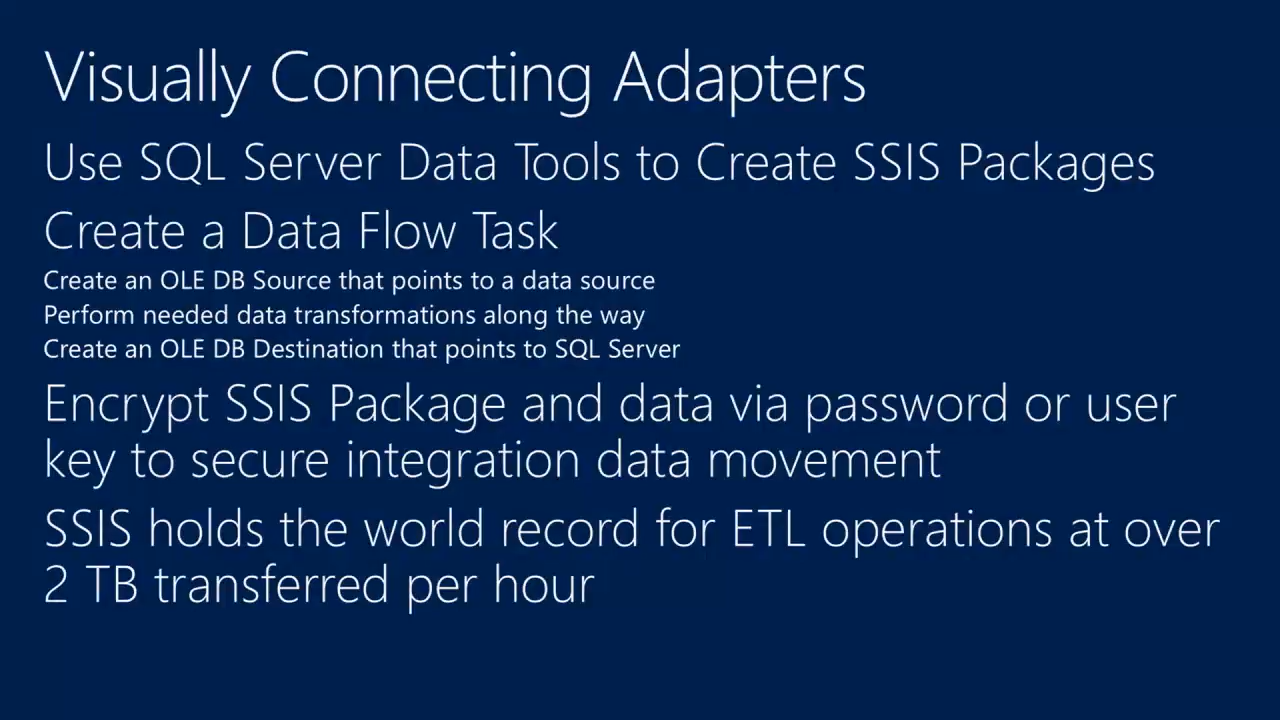 Visually Connecting Adapters
Use SQL Server Data Tools to Create SSIS Packages
Create a Data Flow Task
Create an OLE DB Source that points to a data source
Perform needed data transformations along the way
Create an OLE DB Destination that points to SQL Server
Encrypt SSIS Package and data via password or user
key to secure integration data movement
SSIS holds the world record for ETL operations at over
2 TB transferred per hour